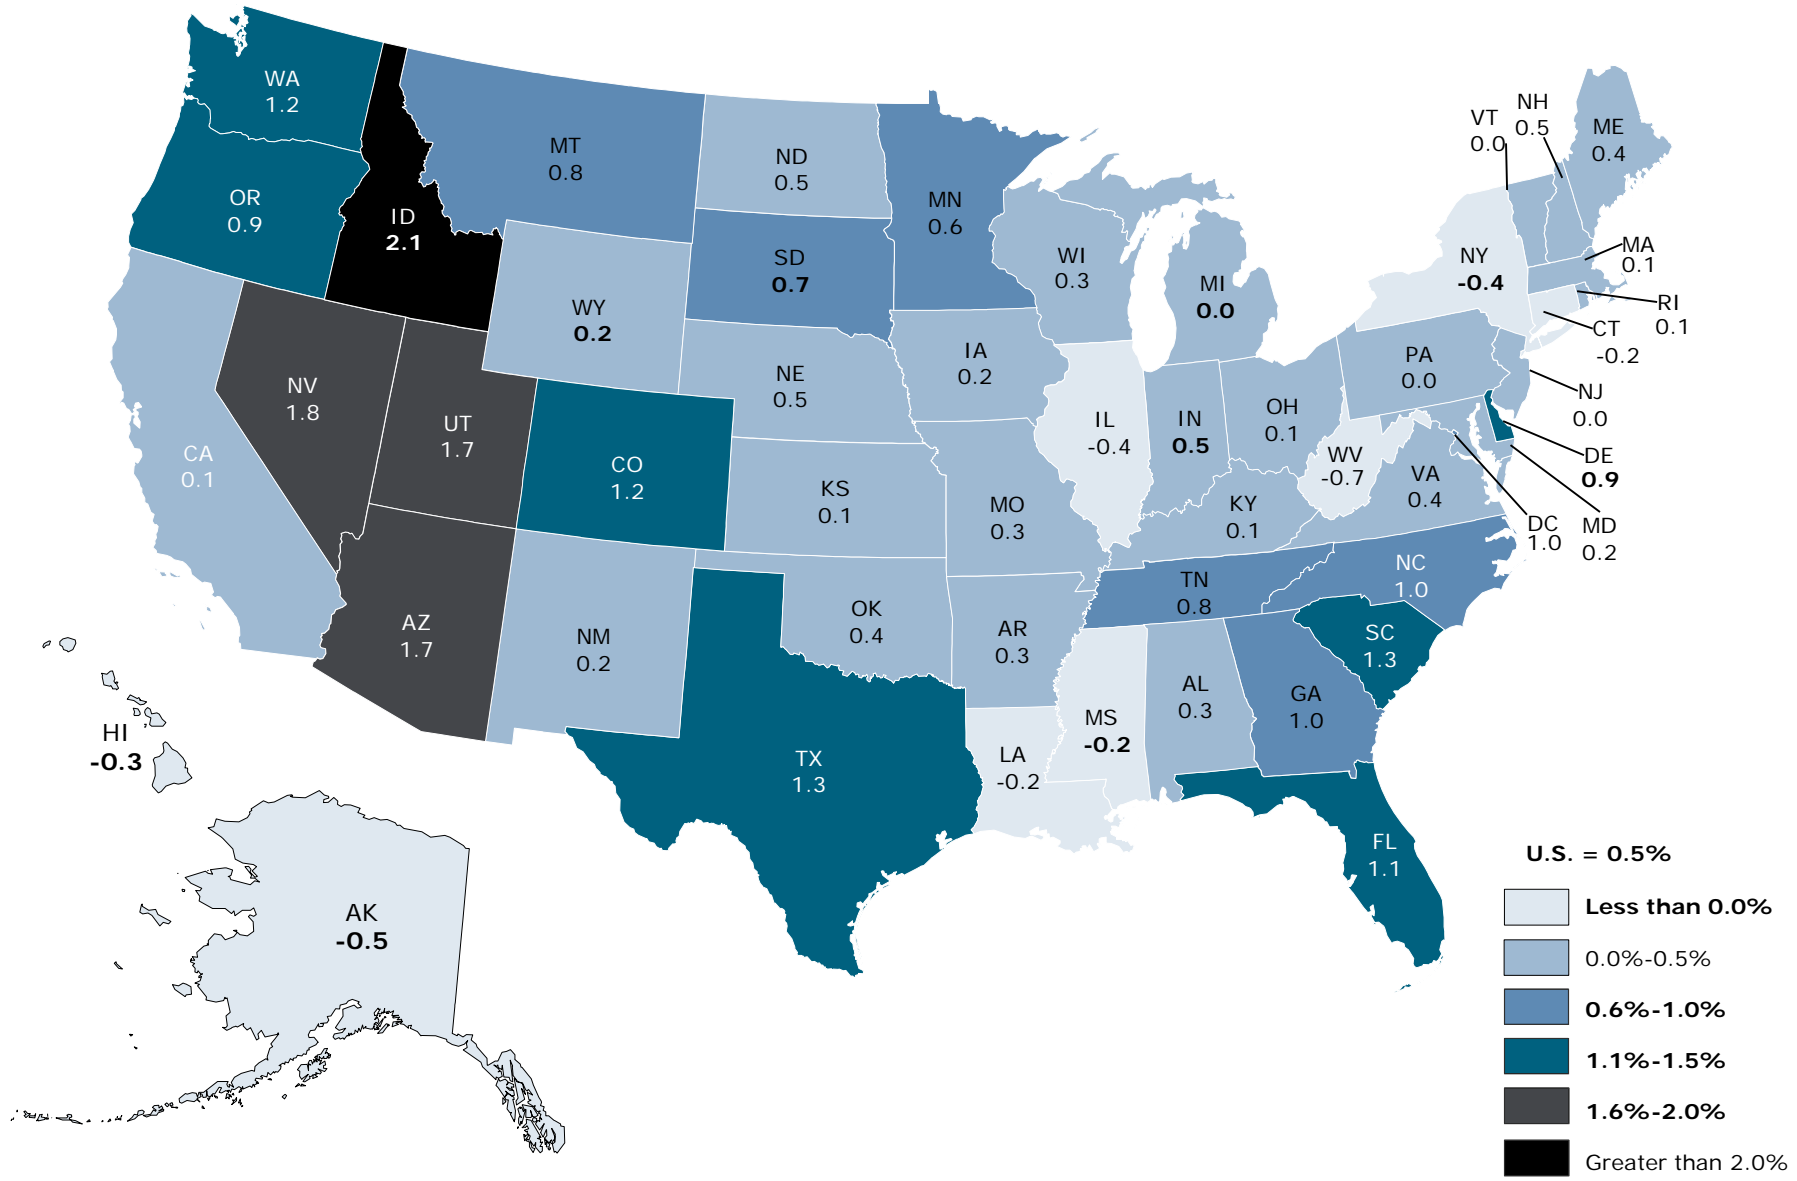 WA
1.2
OR
0.9
ID
2.1
MT
0.8
ND
0.5
MN
0.6
SD
0.7
WY
0.2
NE
0.5
IA
0.2
WI
0.3
MI
0.0
NV
1.8
UT
1.7
CO
1.2
CA
0.1
KS
0.1
MO
0.3
IL
-0.4
IN
0.5
OH
0.1
KY
0.1
WV
-0.7
VA
0.4
PA
0.0
NY
-0.4
VT
0.0
NH
0.5
ME
0.4
MA
0.1
RI
0.1
CT
-0.2
NJ
0.0
DE
0.9
MD
0.2
DC
1.0
AZ
1.7
NM
0.2
OK
0.4
AR
0.3
TN
0.8
NC
1.0
SC
1.3
GA
1.0
AL
0.3
MS
-0.2
LA
-0.2
TX
1.3
FL
1.1
HI
-0.3
AK
-0.5
U.S. = 0.5%
Less than 0.0%
0.0%-0.5%
0.6%-1.0%
1.1%-1.5%
1.6%-2.0%
Greater than 2.0%